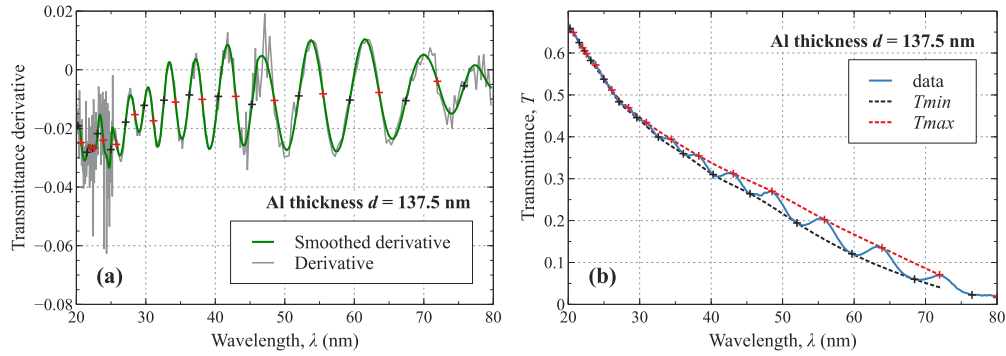 0.02
0
−0.02
−0.04
−0.06
−0.08
Transmittance derivative
Al thickness d = 137.5 nm
Smoothed derivative
Derivative
(a)
20 30 40 50 60 70 80
Wavelength, λ (nm)
0.6
0.5
0.4
0.3
0.2
0.1
0
Transmittance, T
Al thickness d = 137.5 nm
data
Tmin
Tmax
(b)
20 30 40 50 60 70 80
Wavelength, λ (nm)